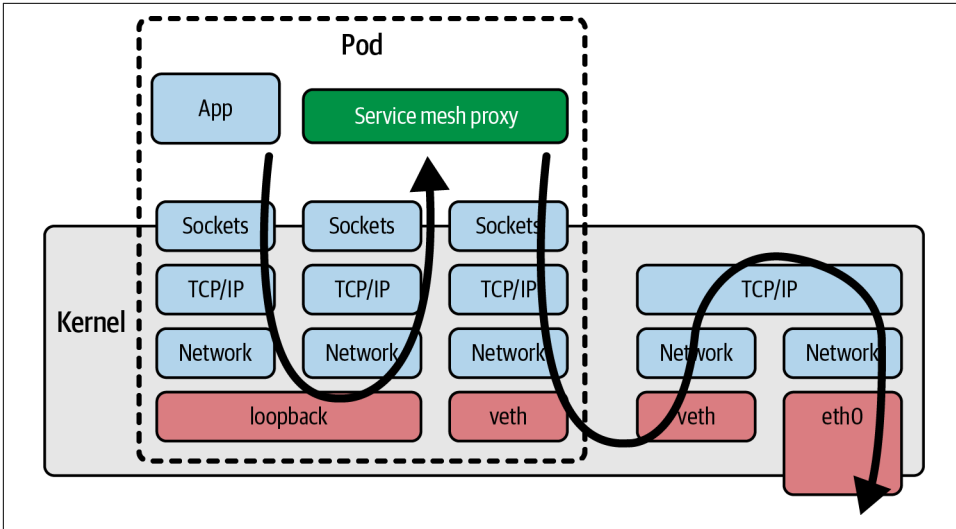 Pod
App
Service mesh proxy
Sockets
Sockets
Sockets
TCP/IP
TCP/IP
TCP/IP
TCP/IP
Kernel
Network
Network
Network
Network
Network
loopback
veth
veth
eth0